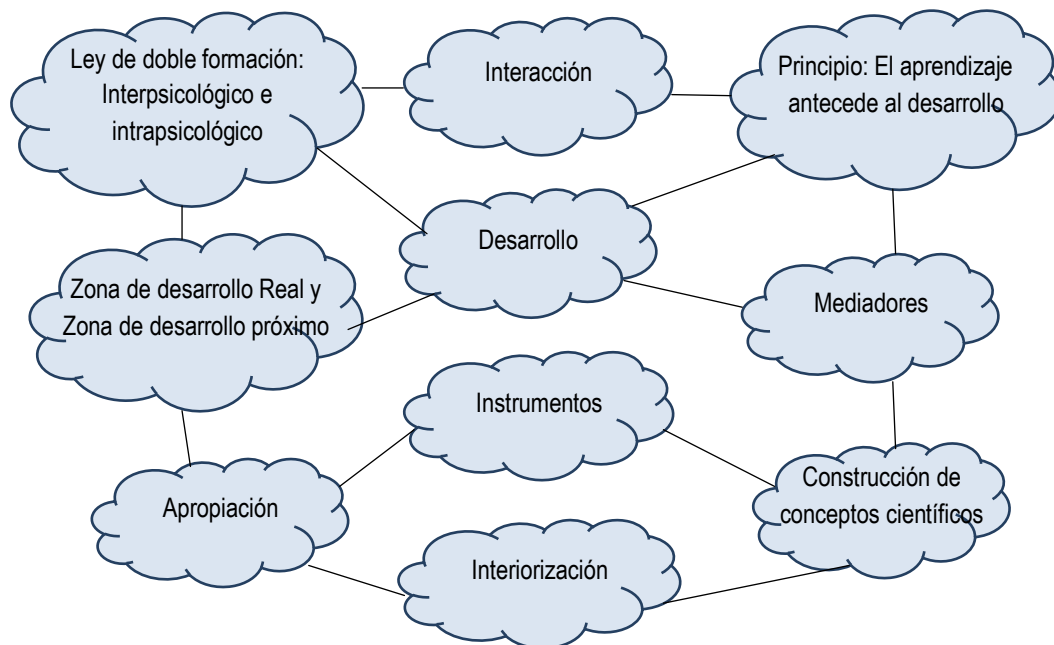 Ley de doble formación:
Interpsicológico e
intrapsicológico
Interacción
Principio: El aprendizaje
antecede al desarrollo
Desarrollo
Zona de desarrollo Real y
Zona de desarrollo próximo
Mediadores
Instrumentos
Apropiación
Construcción de
conceptos científicos
Interiorización